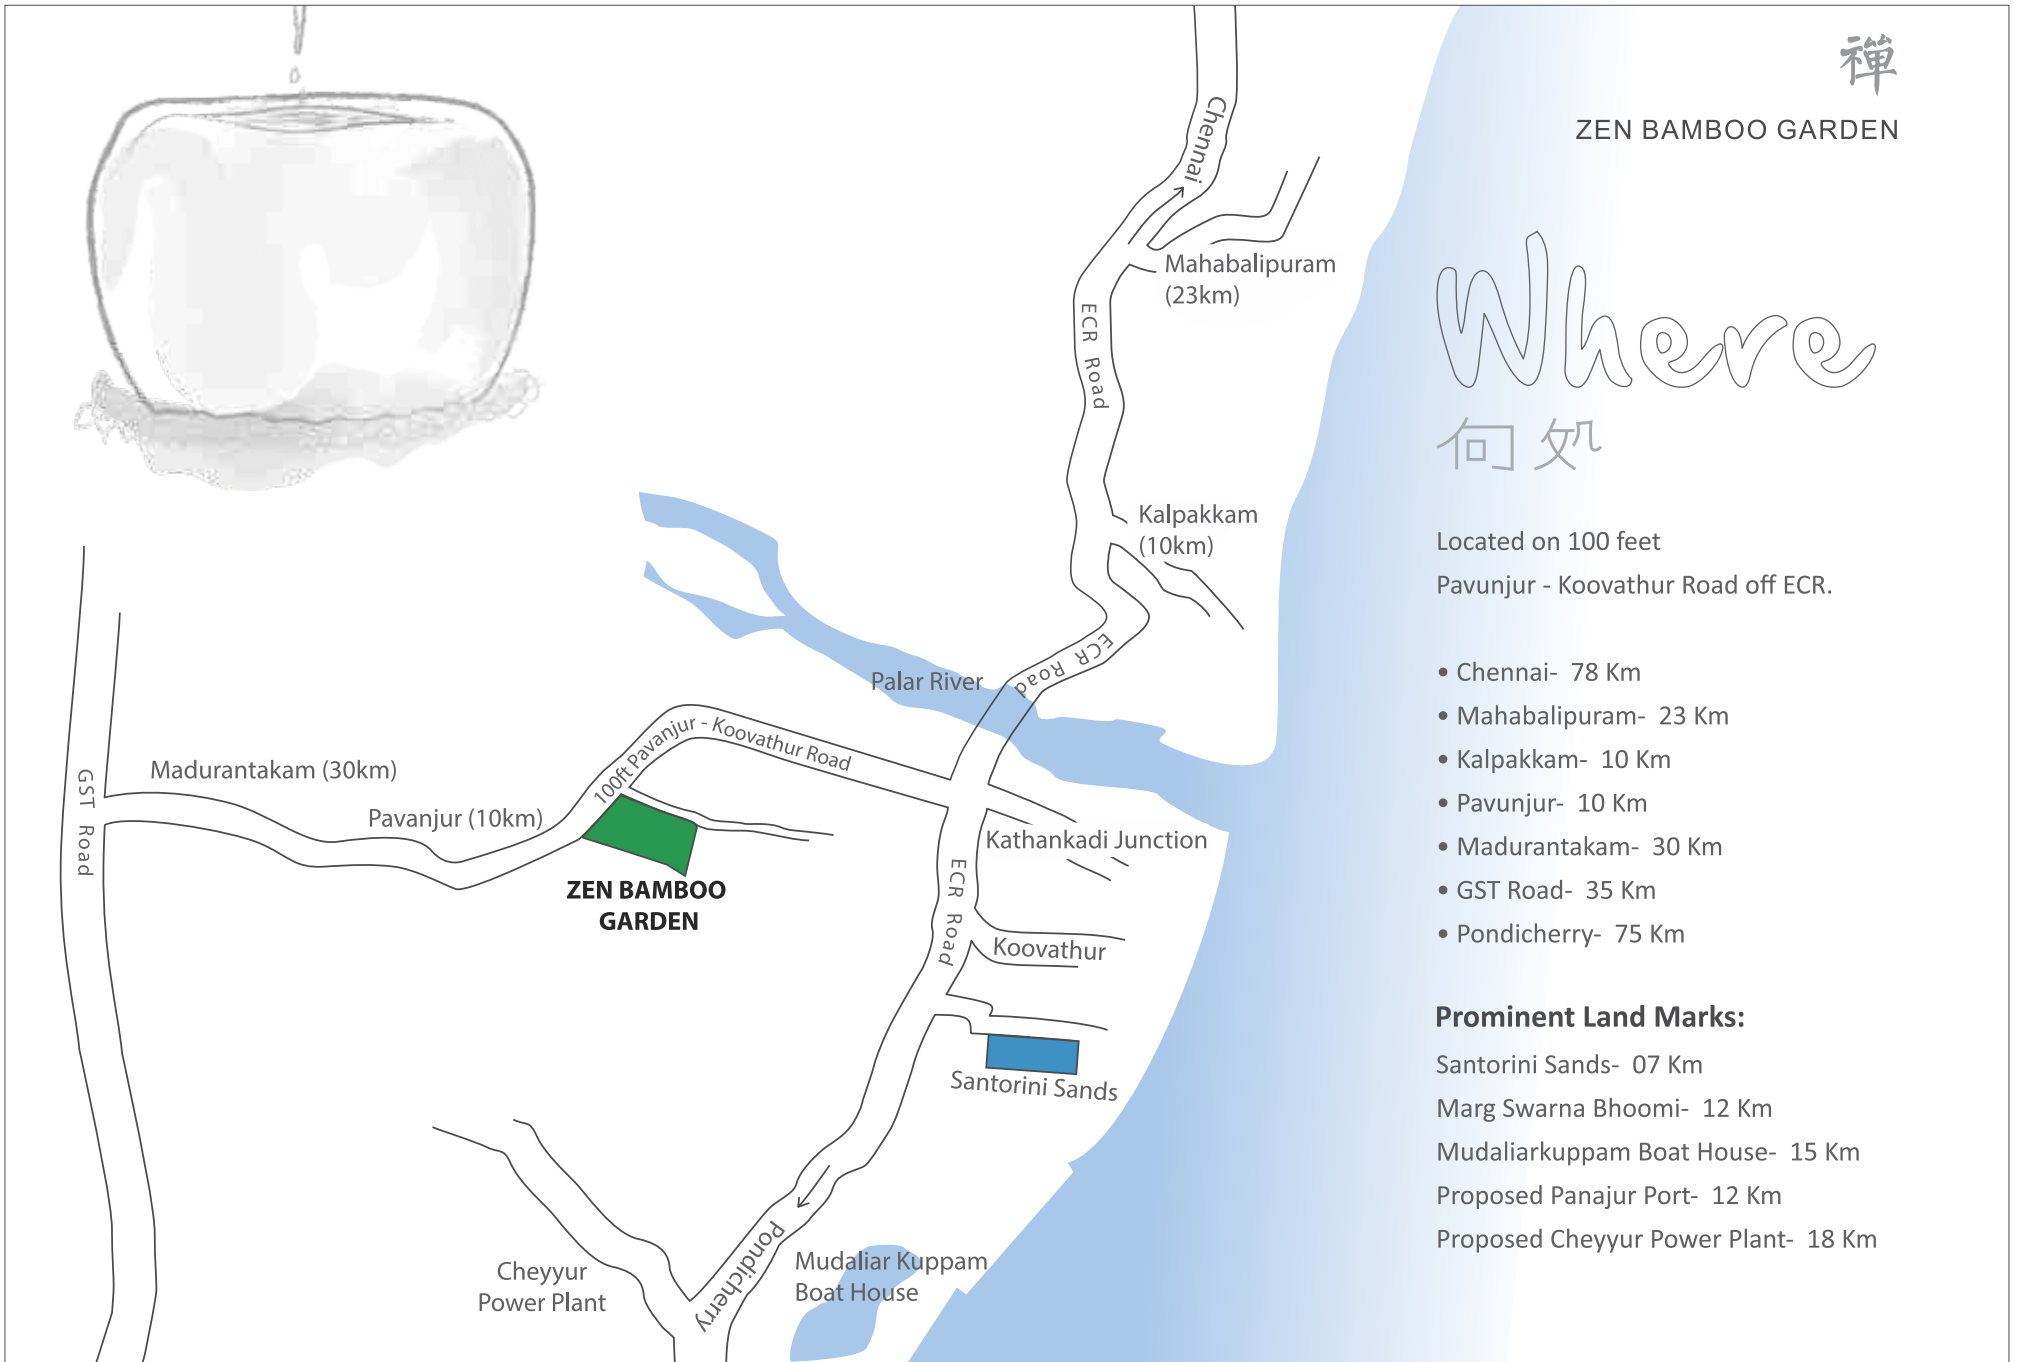 禪
ZEN BAMBOO GARDEN
Where
何処
Located on 100 feet
Pavunjur - Koovathur Road off ECR.
• Chennai- 78 Km
• Mahabalipuram- 23 Km
• Kalpakkam- 10 Km
• Pavunjur- 10 Km
• Madurantakam- 30 Km
• GST Road- 35 Km
• Pondicherry- 75 Km
Prominent Land Marks:
Santorini Sands- 07 Km
Marg Swarna Bhoomi- 12 Km
Mudaliarkuppam Boat House- 15 Km
Proposed Panajur Port- 12 Km
Proposed Cheyyur Power Plant- 18 Km
Chennai
Mahabalipuram
(23km)
ECR Road
Kalpakkam
(10km)
ECR Road
Palar River
100ft Pavanjur - Koovathur Road
GST Road
Madurantakam (30km)
Pavanjur (10km)
ZEN BAMBOO
GARDEN
Kathankadi Junction
ECR Road
Koovathur
Santorini Sands
Pondicherry
Mudaliar Kuppam
Boat House
Cheyyur
Power Plant